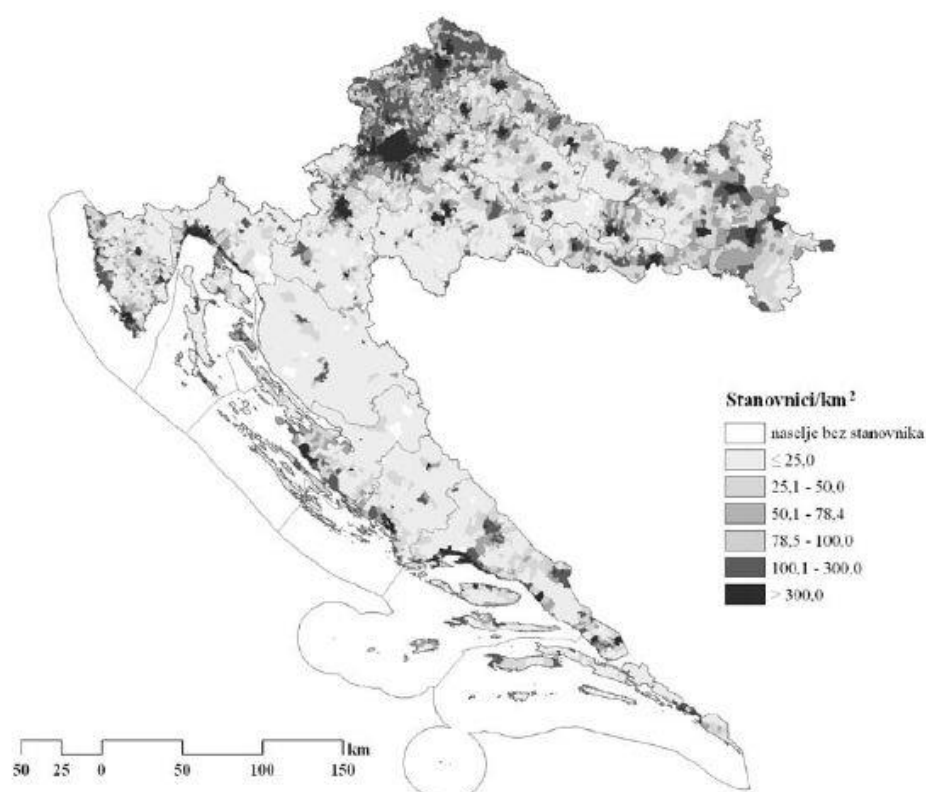 Stanovnici/km²
naselje bez stanovnika
≤ 25,0
25,1 - 50,0
50,1 - 78,4
78,5 - 100,0
100,1 - 300,0
> 300,0
km
50 25 0 50 100 150